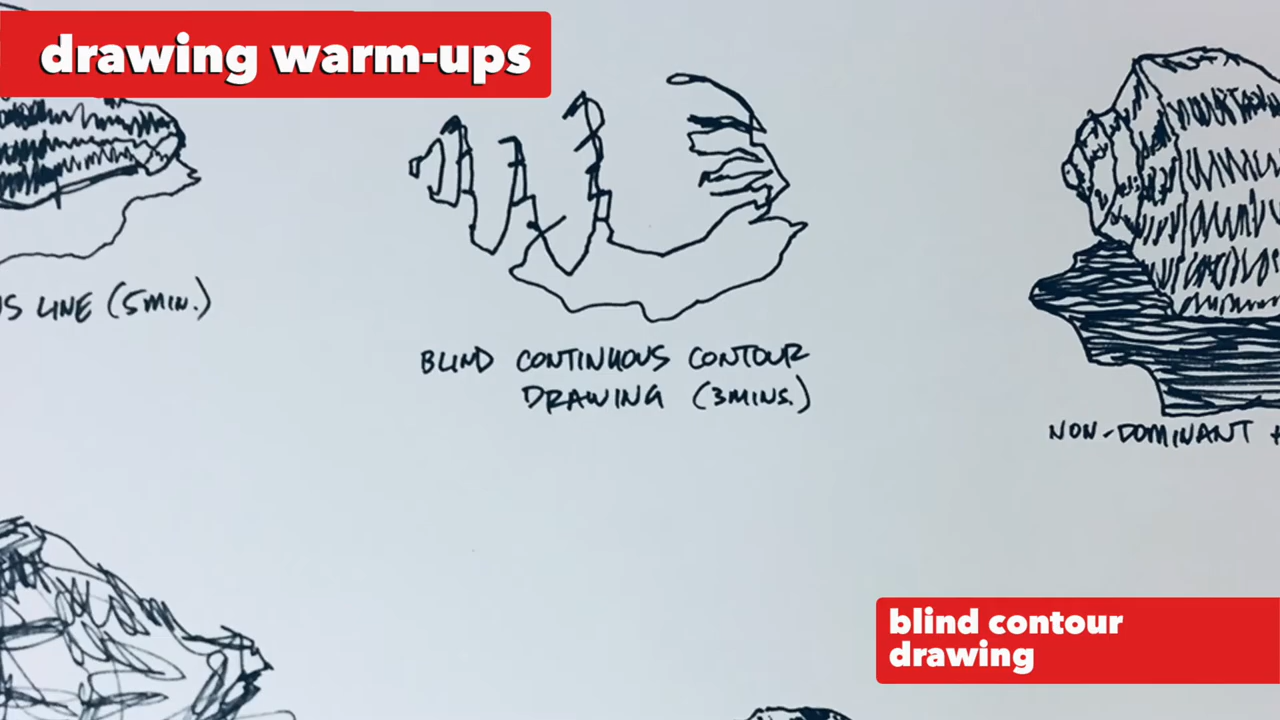 drawing warm-ups
S LINE (5MIN.)
BLIND CONTINUOUS CONTOUR
DRAWING (3MINS.)
NON-DOMINANT
blind contour
drawing